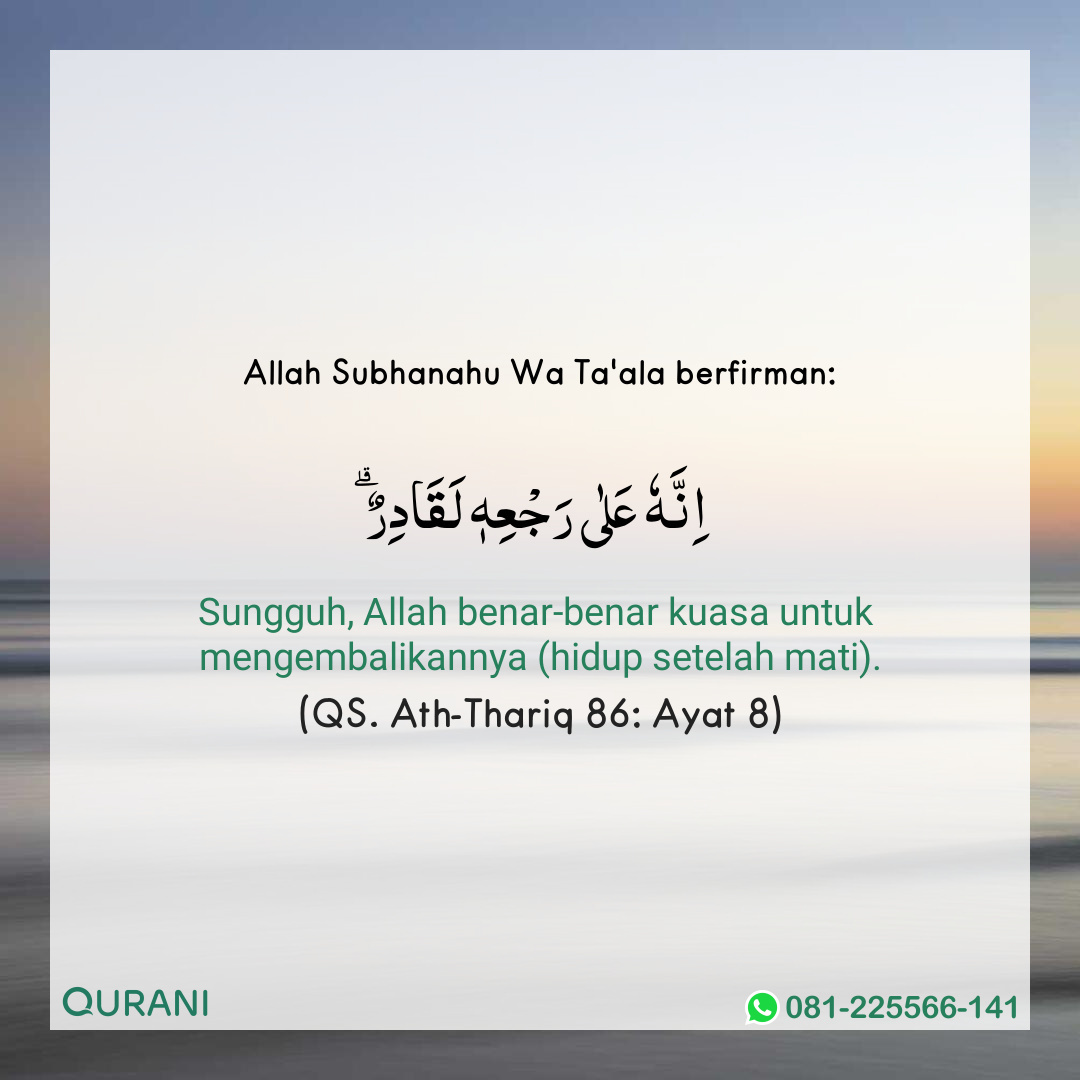 Allah Subhanahu Wa Ta'ala berfirman:
اِنَّهٗ عَلٰى رَجْعِهٖ لَقَادِرٌۗ
Sungguh, Allah benar-benar kuasa untuk
mengembalikannya (hidup setelah mati).
(QS. Ath-Thariq 86: Ayat 8)
QURANI
081-225566-141